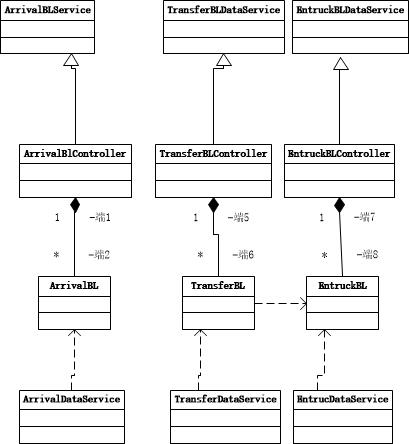 ArrivalBLService TransferBLDataService EntruckBLDataService
ArrivalBlController TransferBLController EntruckBLController
1 -端1 1 -端5 1 -端7
* -端2 * -端6 * -端8
ArrivalBL TransferBL EntruckBL
ArrivalDataService TransferDataService EntrucDataService